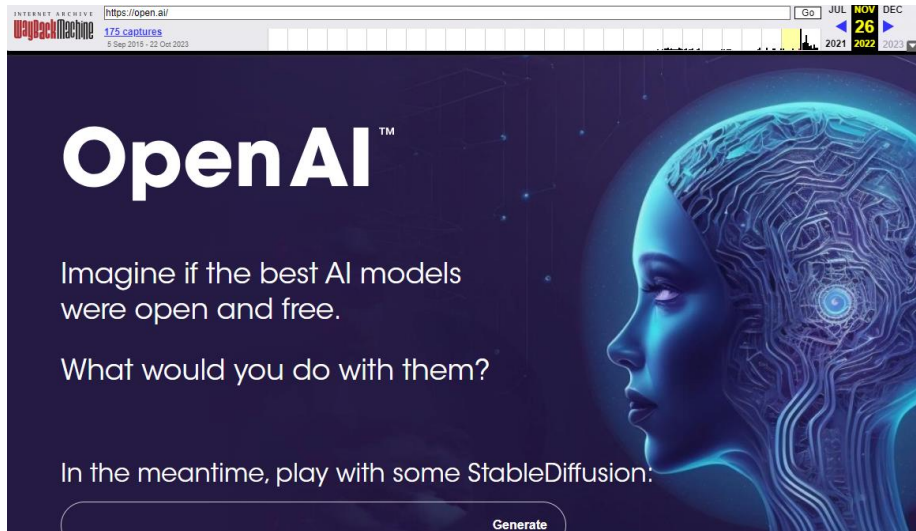 INTERNET ARCHIVE
WayBackMachine
https://open.ai/
Go
175 captures
5 Sep 2015 - 22 Oct 2023
JUL NOV DEC
26
2021 2022 2023
OpenAI™
Imagine if the best AI models
were open and free.
What would you do with them?
In the meantime, play with some StableDiffusion:
Generate